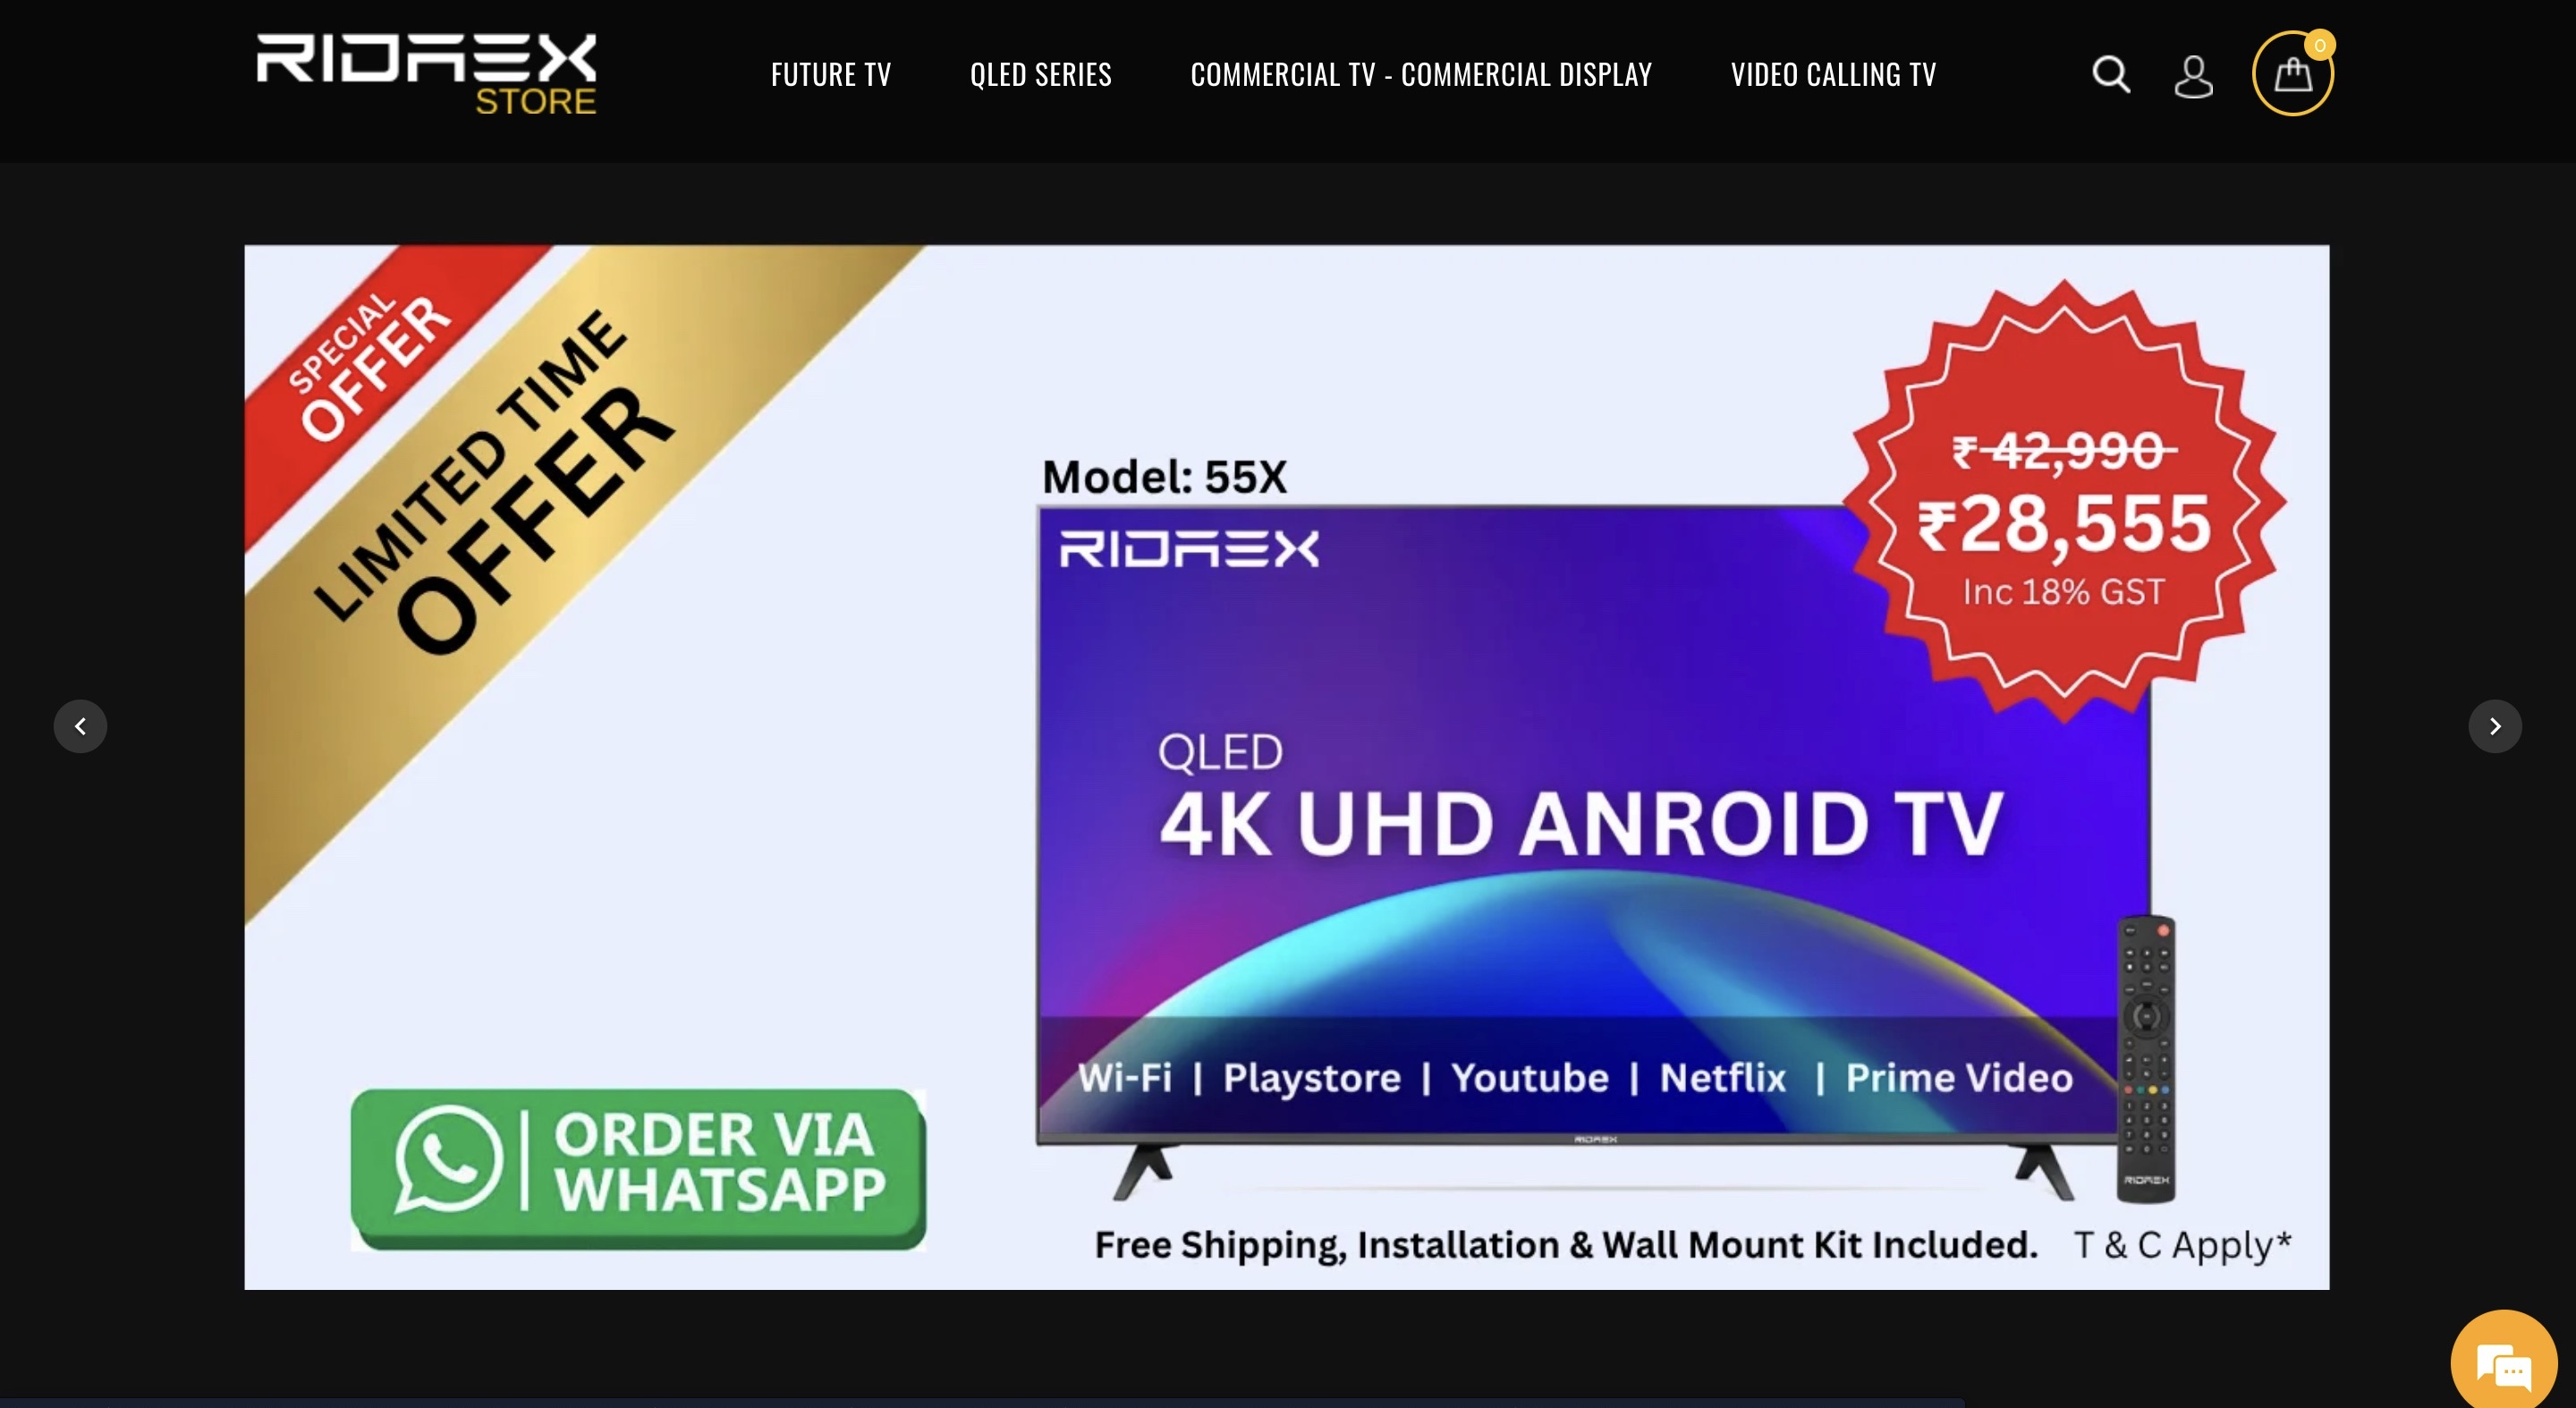 RIDAEX
STORE
FUTURE TV
QLED SERIES
COMMERCIAL TV - COMMERCIAL DISPLAY
VIDEO CALLING TV
0
SPECIAL
OFFER
LIMITED TIME
OFFER
₹ 42,990
₹28,555
Inc 18% GST
Model: 55X
RIDAEX
QLED
4K UHD ANROID TV
Wi-Fi | Playstore | Youtube | Netflix | Prime Video
RIDAEX
RIDAEX
ORDER VIA
WHATSAPP
Free Shipping, Installation & Wall Mount Kit Included. T & C Apply*